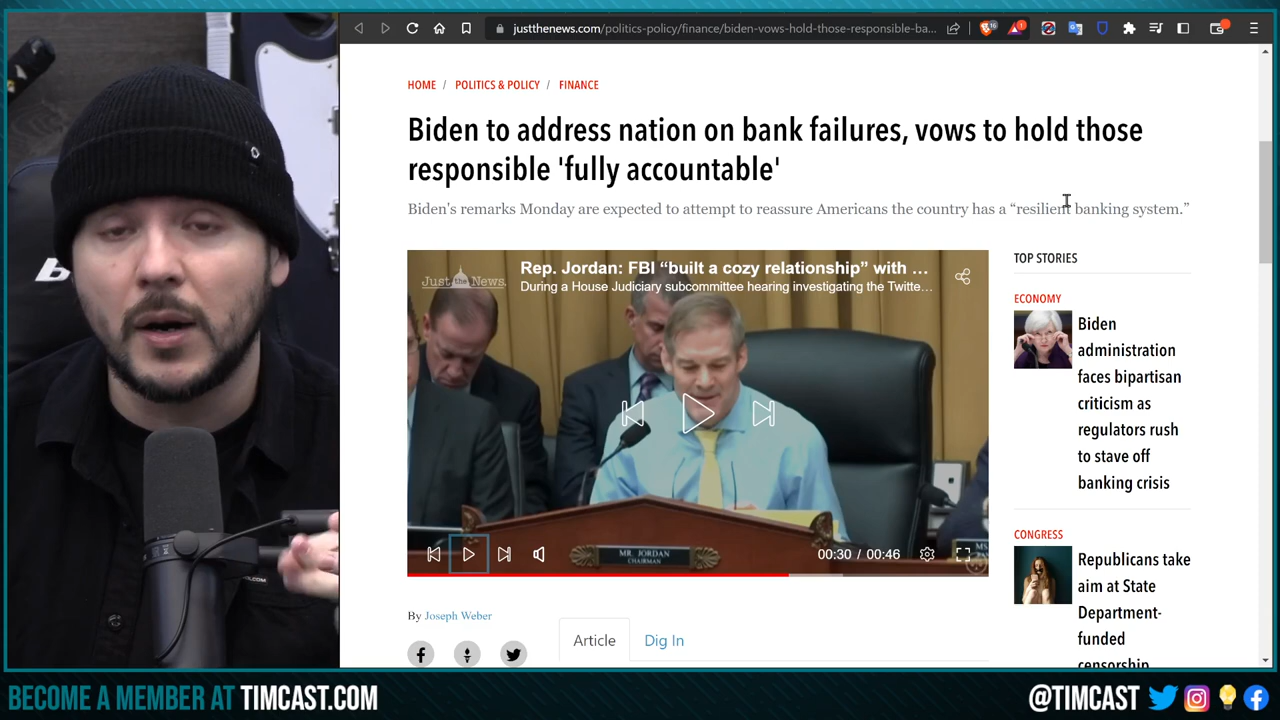 justthenews.com/politics-policy/finance/biden-vows-hold-those-responsible-ba...
HOME / POLITICS & POLICY / FINANCE
Biden to address nation on bank failures, vows to hold those
responsible 'fully accountable'
Biden's remarks Monday are expected to attempt to reassure Americans the country has a “resilient banking system.”
Just the News.
Rep. Jordan: FBI “built a cozy relationship” with ...
During a House Judiciary subcommittee hearing investigating the Twitte...
MR. JORDAN
CHAIRMAN
00:30 / 00:46
TOP STORIES
ECONOMY
Biden
administration
faces bipartisan
criticism as
regulators rush
to stave off
banking crisis
CONGRESS
Republicans take
aim at State
Department-
funded
censorship
By Joseph Weber
Article
Dig In
BECOME A MEMBER AT TIMCAST.COM
@TIMCAST